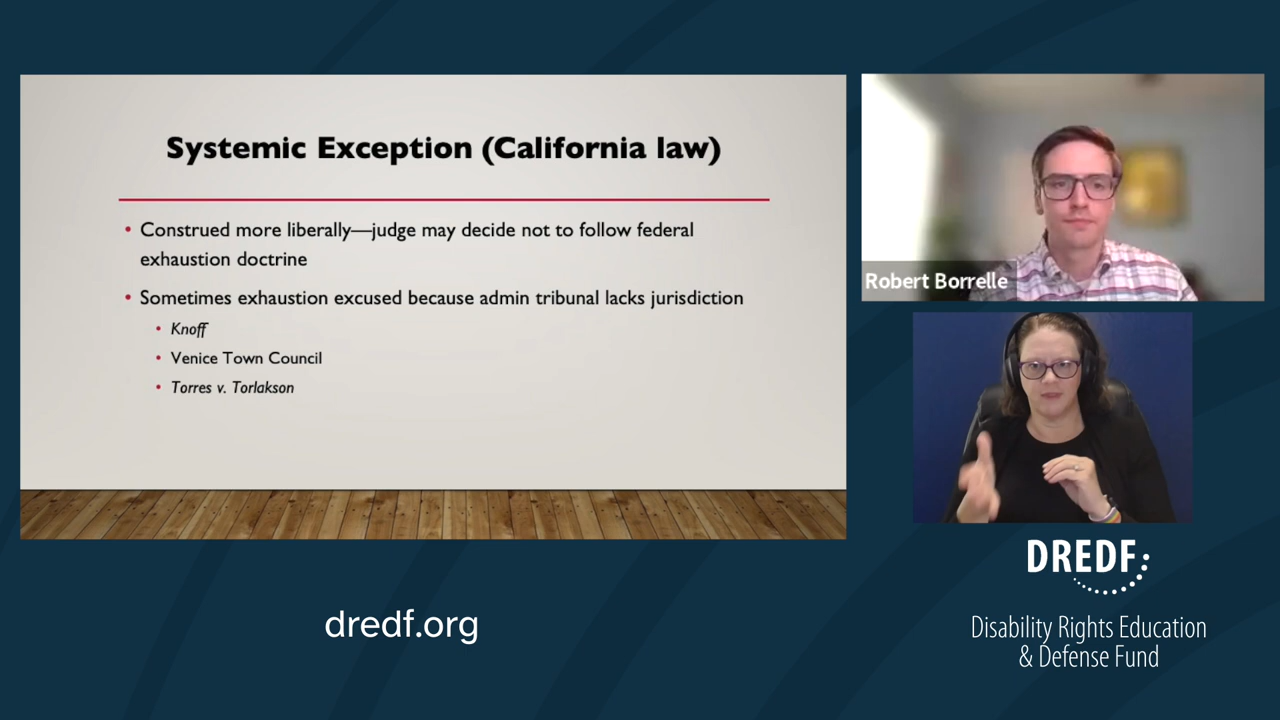 Systemic Exception (California law)
• Construed more liberally—judge may decide not to follow federal
exhaustion doctrine
• Sometimes exhaustion excused because admin tribunal lacks jurisdiction
• Knoff
• Venice Town Council
• Torres v. Torlakson
Robert Borrelle
DREDF
dredf.org
Disability Rights Education
& Defense Fund